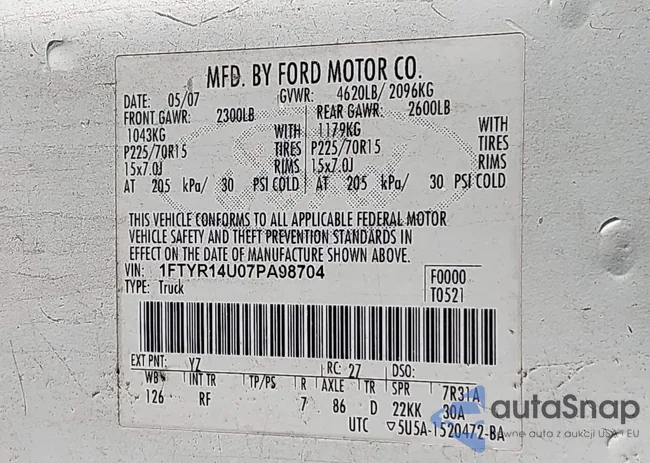 MFD. BY FORD MOTOR CO.
DATE: 05/07 GVWR: 4620LB/ 2096KG
FRONT GAWR: 2300LB REAR GAWR: 2600LB
1043KG WITH 1179KG WITH
P225/70R15 TIRES P225/70R15 TIRES
15x7.0J RIMS 15x7.0J RIMS
AT 205 kPa/ 30 PSI COLD AT 205 kPa/ 30 PSI COLD
THIS VEHICLE CONFORMS TO ALL APPLICABLE FEDERAL MOTOR
VEHICLE SAFETY AND THEFT PREVENTION STANDARDS IN
EFFECT ON THE DATE OF MANUFACTURE SHOWN ABOVE.
VIN: 1FTYR14U07PA98704 F0000
TYPE: Truck T0521
EXT PNT: YZ RC: 27 DSO:
WB INT TR TP/PS R AXLE TR SPR 7R31A
126 RF 7 86 D 22KK 30A
UTC ▽5U5A-1520472-BA
autaSnap
auta z aukcji USA i EU